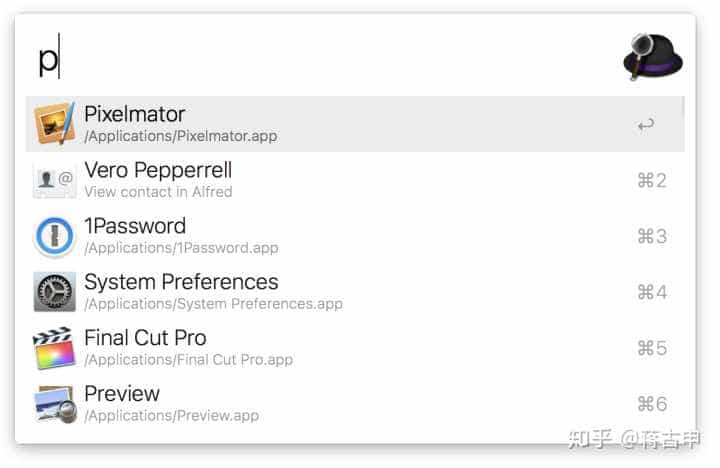 p
Pixelmator
/Applications/Pixelmator.app
↩
Vero Pepperrell
View contact in Alfred
⌘2
1Password
/Applications/1Password.app
⌘3
System Preferences
/Applications/System Preferences.app
⌘4
Final Cut Pro
/Applications/Final Cut Pro.app
⌘5
Preview
/Applications/Preview.app
⌘6
知乎 @蒋古申